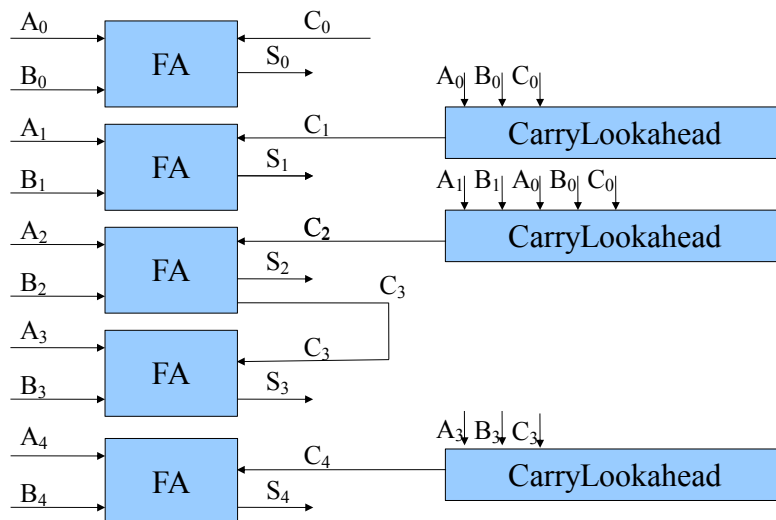 A₀ C₀
FA
B₀ S₀
A₀ B₀ C₀
A₁ C₁
FA CarryLookahead
B₁ S₁
A₁ B₁ A₀ B₀ C₀
A₂ C₂
FA CarryLookahead
B₂ S₂
C₃
A₃ C₃
FA
B₃ S₃
A₃ B₃ C₃
A₄ C₄
FA CarryLookahead
B₄ S₄